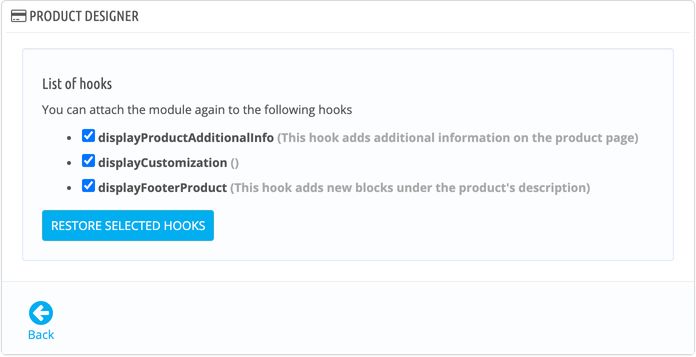 PRODUCT DESIGNER
List of hooks
You can attach the module again to the following hooks
displayProductAdditionalInfo (This hook adds additional information on the product page)
displayCustomization ()
displayFooterProduct (This hook adds new blocks under the product's description)
RESTORE SELECTED HOOKS
Back